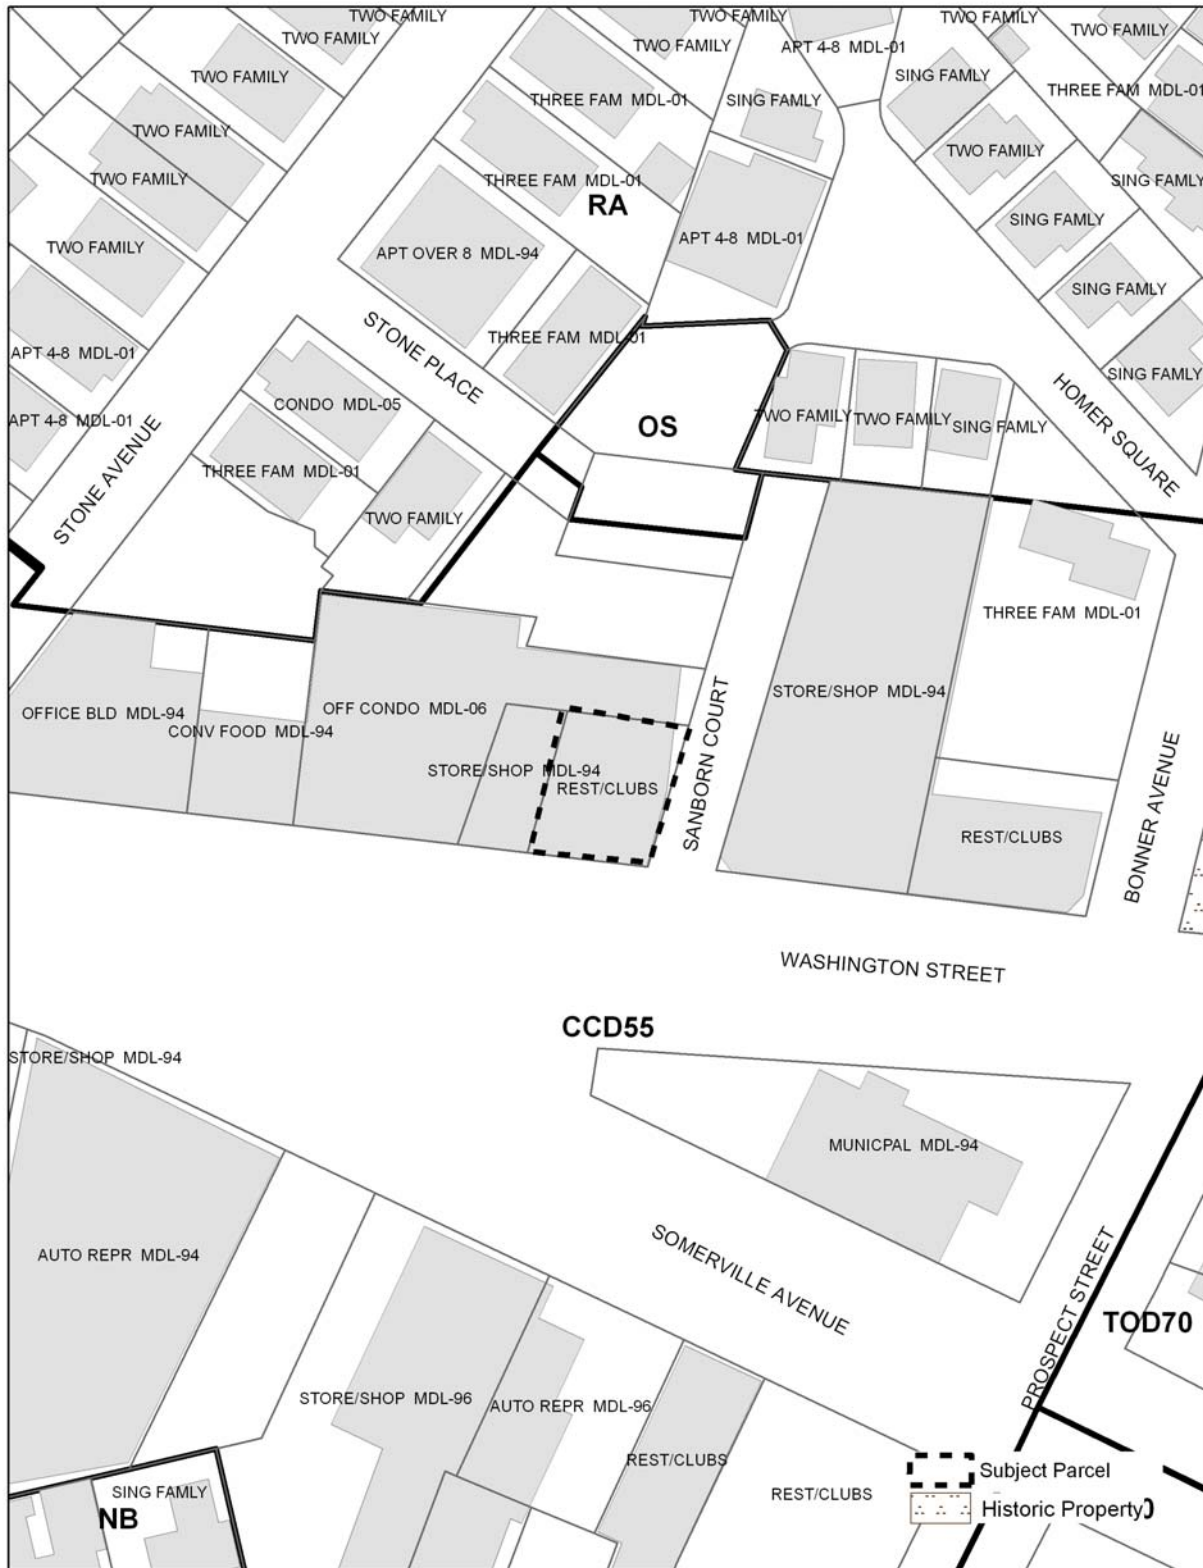 TWO FAMILY
TWO FAMILY
TWO FAMILY
TWO FAMILY
TWO FAMILY
TWO FAMILY
TWO FAMILY
APT 4-8 MDL-01
TWO FAMILY
SING FAMLY
THREE FAM MDL-01
THREE FAM MDL-01
SING FAMLY
TWO FAMILY
TWO FAMILY
TWO FAMILY
THREE FAM MDL-01
RA
SING FAMLY
SING FAMLY
APT 4-8 MDL-01
TWO FAMILY
APT OVER 8 MDL-94
SING FAMLY
STONE PLACE
THREE FAM MDL-01
APT 4-8 MDL-01
SING FAMLY
HOMER SQUARE
CONDO MDL-05
OS
TWO FAMILY
TWO FAMILY
SING FAMLY
APT 4-8 MDL-01
STONE AVENUE
THREE FAM MDL-01
TWO FAMILY
THREE FAM MDL-01
STORE/SHOP MDL-94
OFFICE BLD MDL-94
CONV FOOD MDL-94
OFF CONDO MDL-06
STORE/SHOP MDL-94
REST/CLUBS
SANBORN COURT
REST/CLUBS
BONNER AVENUE
WASHINGTON STREET
CCD55
STORE/SHOP MDL-94
MUNICPAL MDL-94
AUTO REPR MDL-94
SOMERVILLE AVENUE
PROSPECT STREET
TOD70
STORE/SHOP MDL-96
AUTO REPR MDL-96
REST/CLUBS
REST/CLUBS
SING FAMLY
NB
Subject Parcel
Historic Property